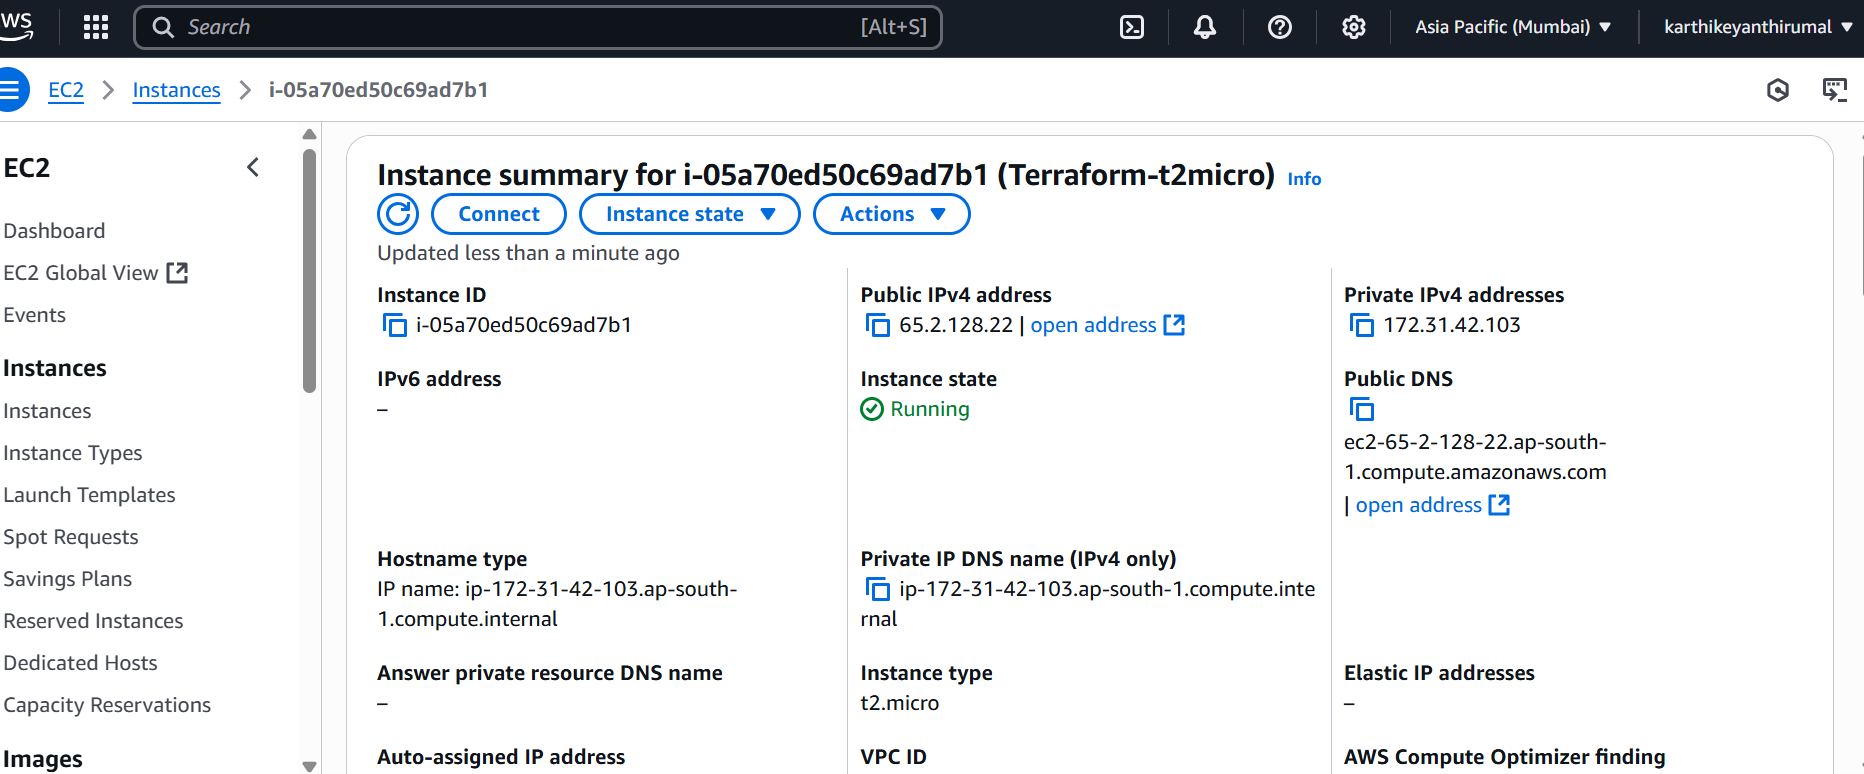 WS
Search [Alt+S]
Asia Pacific (Mumbai)
karthikeyanthirumal
EC2 Instances i-05a70ed50c69ad7b1
EC2
Dashboard
EC2 Global View
Events
Instances
Instances
Instance Types
Launch Templates
Spot Requests
Savings Plans
Reserved Instances
Dedicated Hosts
Capacity Reservations
Images
Instance summary for i-05a70ed50c69ad7b1 (Terraform-t2micro) Info
Connect
Instance state
Actions
Updated less than a minute ago
Instance ID
i-05a70ed50c69ad7b1
Public IPv4 address
65.2.128.22 | open address
Private IPv4 addresses
172.31.42.103
IPv6 address
–
Instance state
Running
Public DNS
ec2-65-2-128-22.ap-south-
1.compute.amazonaws.com
| open address
Hostname type
IP name: ip-172-31-42-103.ap-south-
1.compute.internal
Private IP DNS name (IPv4 only)
ip-172-31-42-103.ap-south-1.compute.inte
rnal
Answer private resource DNS name
–
Instance type
t2.micro
Elastic IP addresses
–
Auto-assigned IP address
VPC ID
AWS Compute Optimizer finding